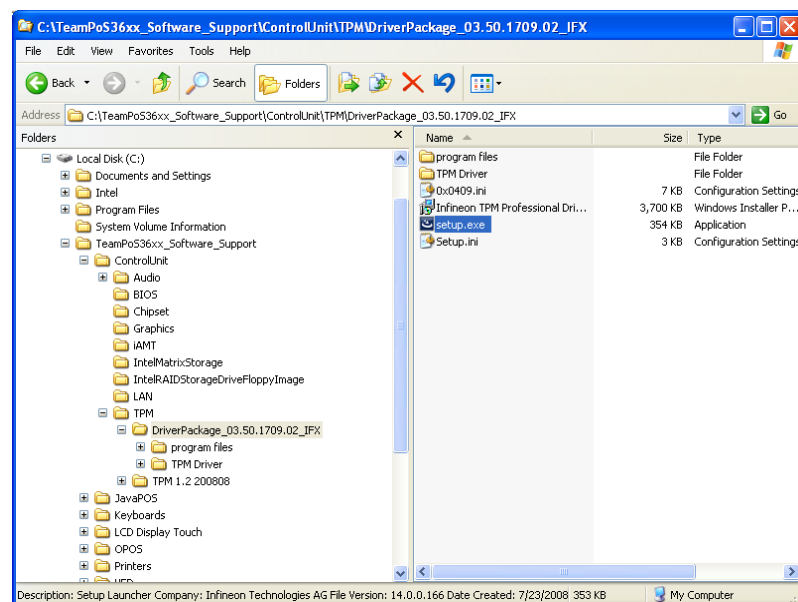 C:\TeamPoS36xx_Software_Support\ControlUnit\TPM\DriverPackage_03.50.1709.02_IFX
File Edit View Favorites Tools Help
Back Search Folders
Address C:\TeamPoS36xx_Software_Support\ControlUnit\TPM\DriverPackage_03.50.1709.02_IFX Go
Folders
Name Size Type
Local Disk (C:)
Documents and Settings
Intel
Program Files
System Volume Information
TeamPoS36xx_Software_Support
ControlUnit
Audio
BIOS
Chipset
Graphics
iAMT
IntelMatrixStorage
IntelRAIDStorageDriveFloppyImage
LAN
TPM
DriverPackage_03.50.1709.02_IFX
program files
TPM Driver
TPM 1.2 200808
JavaPOS
Keyboards
LCD Display Touch
OPOS
Printers
program files File Folder
TPM Driver File Folder
0x0409.ini 7 KB Configuration Settings
Infineon TPM Professional Dri... 3,700 KB Windows Installer P...
setup.exe 354 KB Application
Setup.ini 3 KB Configuration Settings
Description: Setup Launcher Company: Infineon Technologies AG File Version: 14.0.0.166 Date Created: 7/23/2008 353 KB My Computer